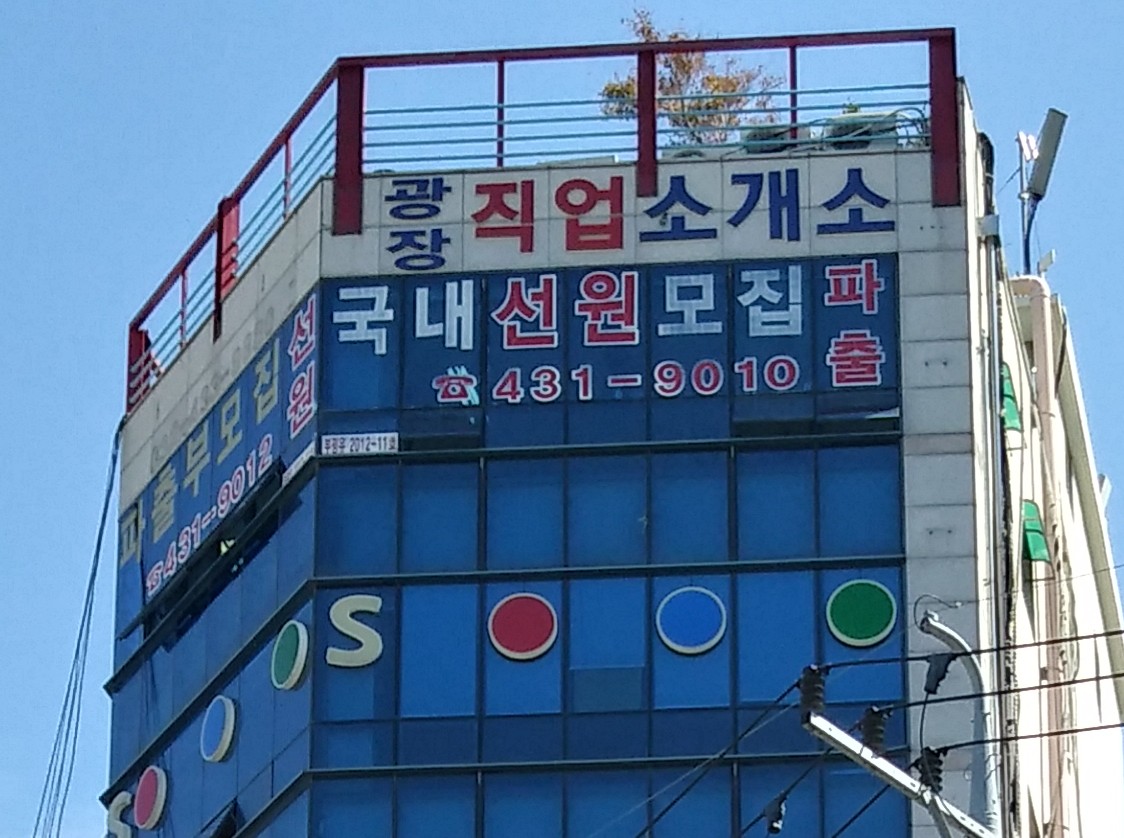 광장 직업소개소
국내선원모집 파출
☎431-9010
선원
파출부모집
☎431-9012
S
S